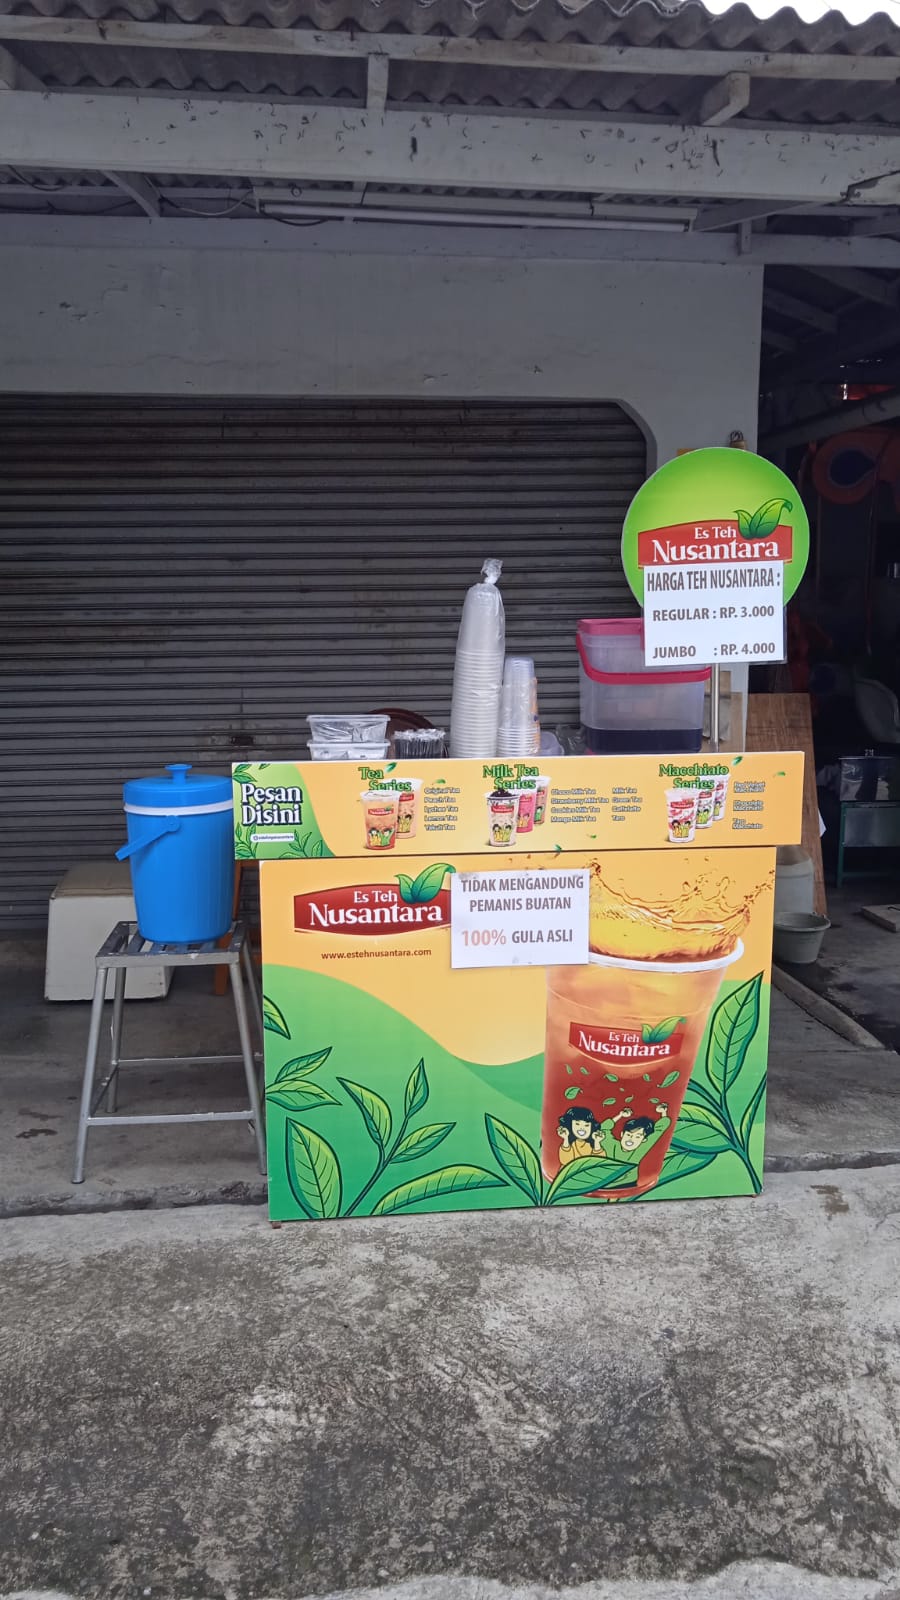 Es Teh
Nusantara
HARGA TEH NUSANTARA :
REGULAR : RP. 3.000
JUMBO : RP. 4.000
Pesan
Disini
Tea
Series
Original Tea
Peach Tea
Lychee Tea
Lemon Tea
Yakult Tea
Milk Tea
Series
Choco Milk Tea
Strawberry Milk Tea
Cookies Milk Tea
Mango Milk Tea
Milk Tea
Green Tea
Taro
Macchiato
Series
Red Velvet
Macchiato
Chocolate
Macchiato
Taro
Macchiato
Es Teh
Nusantara
www.estehnusantara.com
TIDAK MENGANDUNG
PEMANIS BUATAN
100% GULA ASLI
Es Teh
Nusantara